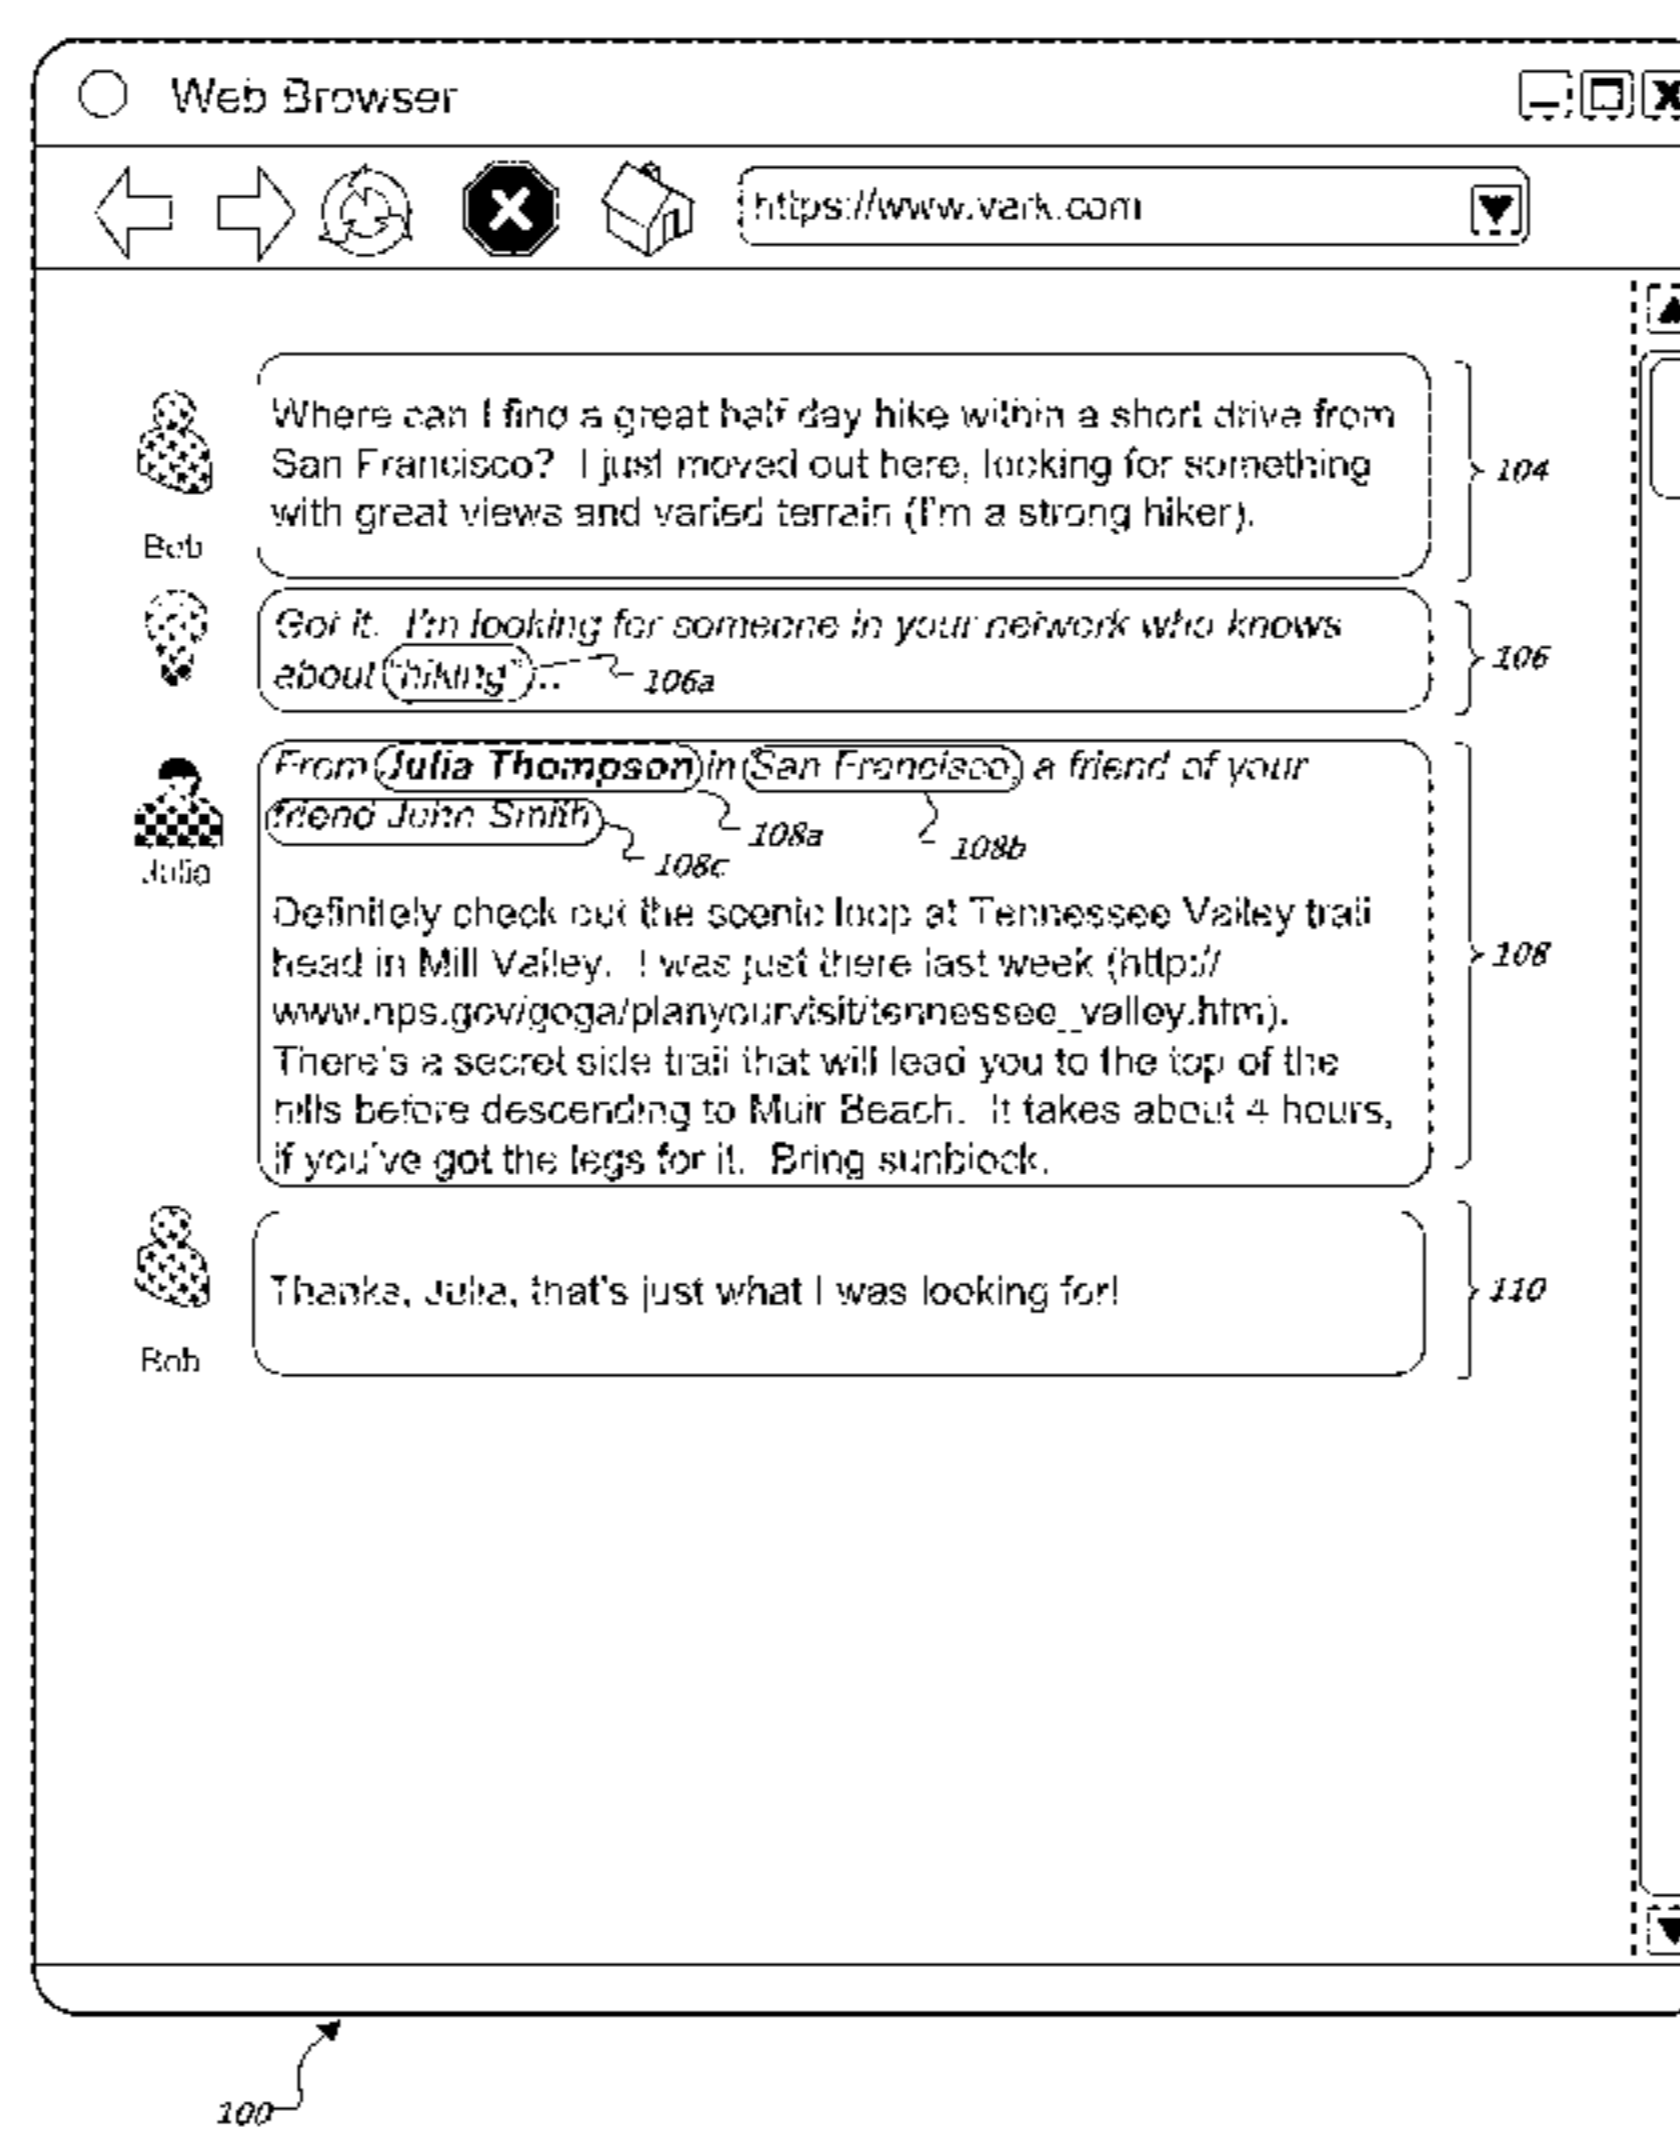 Web Browser
https://www.vark.com
Where can I find a great half day hike within a short drive from
San Francisco? I just moved out here, looking for something
with great views and varied terrain (I'm a strong hiker).
104
Bob
Got it. I'm looking for someone in your network who knows
about "hiking"...
106a
106
From Julia Thompson in San Francisco, a friend of your
friend John Smith
108a
108b
108c
Julia
Definitely check out the scenic loop at Tennessee Valley trail
head in Mill Valley. I was just there last week (http://
www.nps.gov/goga/planyourvisit/tennessee_valley.htm).
There's a secret side trail that will lead you to the top of the
hills before descending to Muir Beach. It takes about 4 hours,
if you've got the legs for it. Bring sunblock.
108
Thanks, Julia, that's just what I was looking for!
110
Bob
100